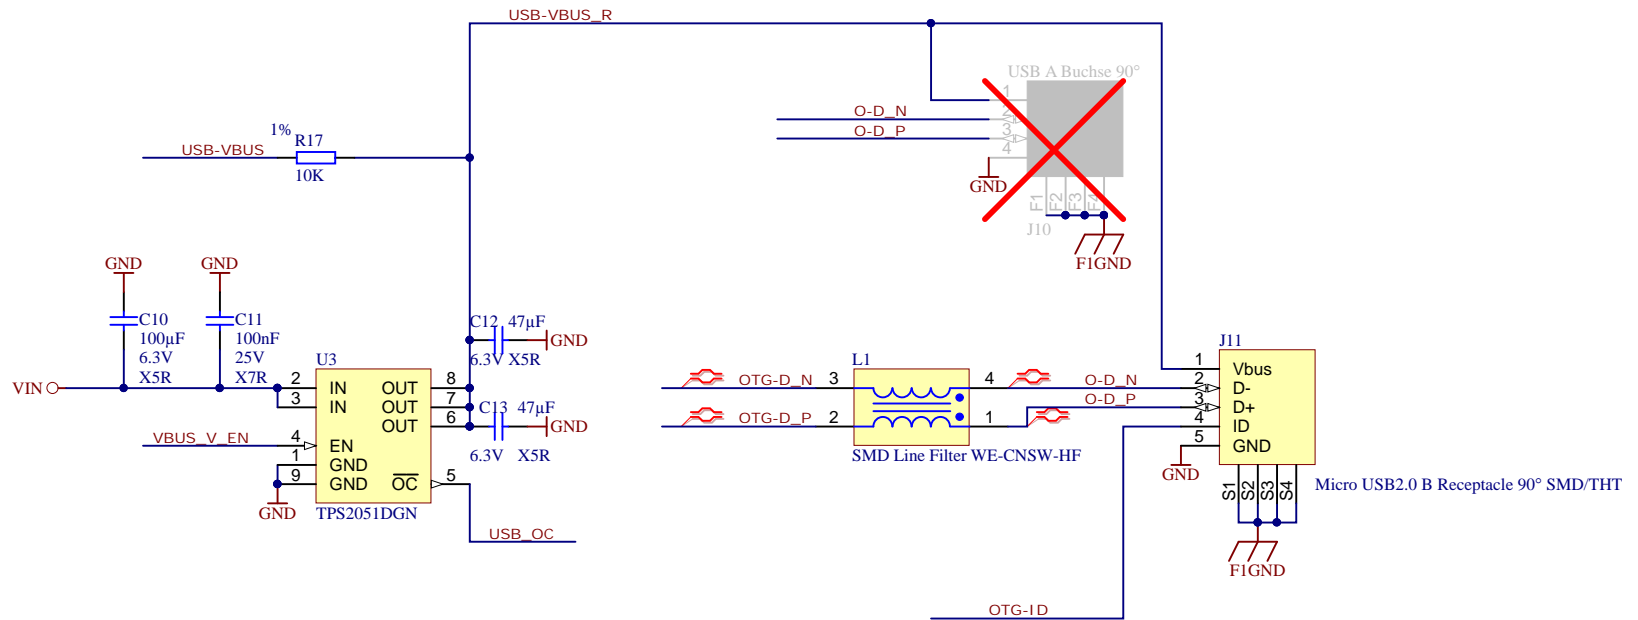 USB-VBUS_R
USB A Buchse 90°
1
O-D_N
2
O-D_P
3
4
GND
F1
F2
F3
F4
J10
F1GND
1%
R17
USB-VBUS
10K
GND
GND
C10
100µF
6.3V
X5R
C11
100nF
25V
X7R
C12 47µF
GND
6.3V X5R
VIN
U3
2
IN
OUT
8
3
IN
OUT
7
OUT
6
VBUS_V_EN
4
EN
1
GND
9
GND
OC
5
GND
TPS2051DGN
C13 47µF
GND
6.3V X5R
USB_OC
L1
OTG-D_N
3
4
O-D_N
OTG-D_P
2
1
O-D_P
SMD Line Filter WE-CNSW-HF
J11
1
Vbus
2
D-
3
D+
4
ID
5
GND
GND
S1
S2
S3
S4
Micro USB2.0 B Receptacle 90° SMD/THT
F1GND
OTG-ID